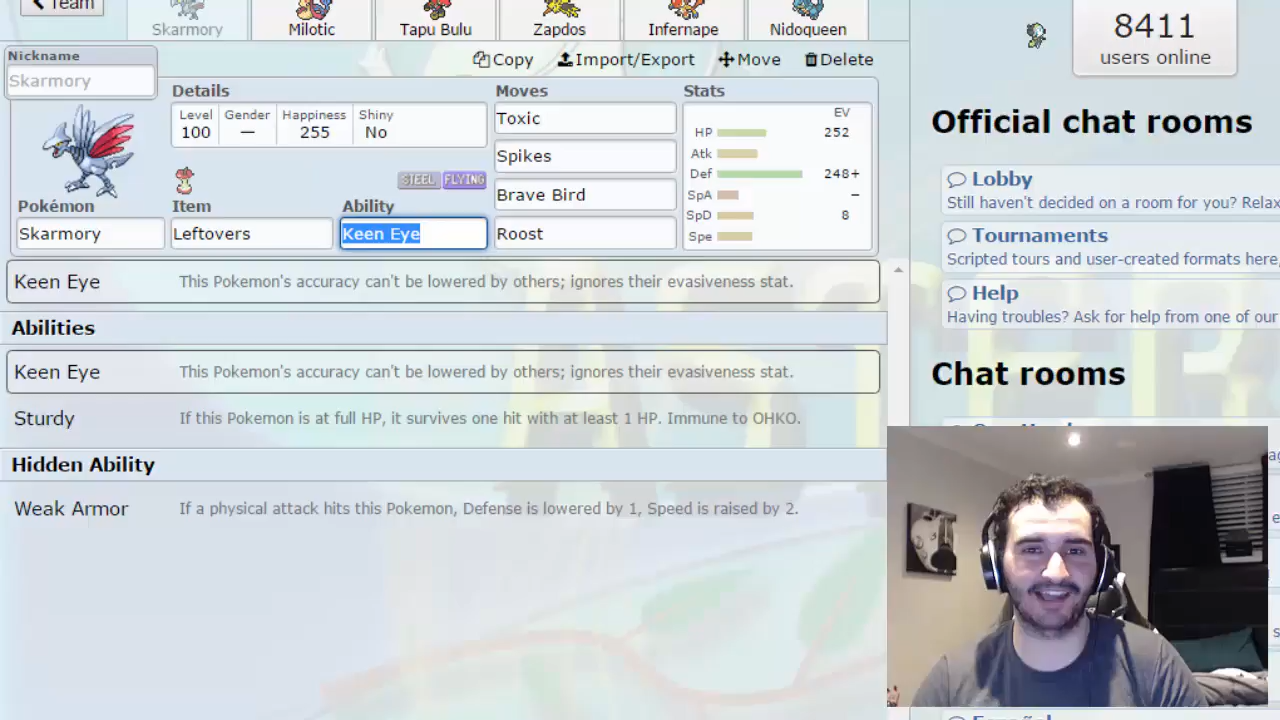 Team
Skarmory
Milotic
Tapu Bulu
Zapdos
Infernape
Nidoqueen
8411
users online
Nickname
Skarmory
Copy
Import/Export
Move
Delete
Details
Level
100
Gender
—
Happiness
255
Shiny
No
STEEL
FLYING
Pokémon
Skarmory
Item
Leftovers
Ability
Keen Eye
Moves
Toxic
Spikes
Brave Bird
Roost
Stats
EV
HP 252
Atk
Def 248+
SpA –
SpD 8
Spe
Keen Eye This Pokemon's accuracy can't be lowered by others; ignores their evasiveness stat.
Abilities
Keen Eye This Pokemon's accuracy can't be lowered by others; ignores their evasiveness stat.
Sturdy If this Pokemon is at full HP, it survives one hit with at least 1 HP. Immune to OHKO.
Hidden Ability
Weak Armor If a physical attack hits this Pokemon, Defense is lowered by 1, Speed is raised by 2.
Official chat rooms
Lobby
Still haven't decided on a room for you? Relax
Tournaments
Scripted tours and user-created formats here,
Help
Having troubles? Ask for help from one of our
Chat rooms
Español